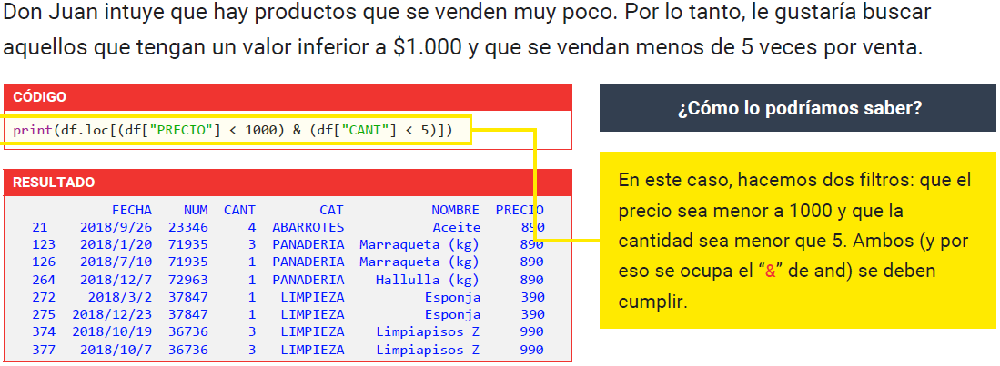 Don Juan intuye que hay productos que se venden muy poco. Por lo tanto, le gustaría buscar
aquellos que tengan un valor inferior a $1.000 y que se vendan menos de 5 veces por venta.
CÓDIGO
print(df.loc[(df["PRECIO"] < 1000) & (df["CANT"] < 5)])
RESULTADO
FECHA NUM CANT CAT NOMBRE PRECIO
21 2018/9/26 23346 4 ABARROTES Aceite 890
123 2018/1/20 71935 3 PANADERIA Marraqueta (kg) 890
126 2018/7/10 71935 1 PANADERIA Marraqueta (kg) 890
264 2018/12/7 72963 1 PANADERIA Hallulla (kg) 890
272 2018/3/2 37847 1 LIMPIEZA Esponja 390
275 2018/12/23 37847 1 LIMPIEZA Esponja 390
374 2018/10/19 36736 3 LIMPIEZA Limpiapisos Z 990
377 2018/10/7 36736 3 LIMPIEZA Limpiapisos Z 990
¿Cómo lo podríamos saber?
En este caso, hacemos dos filtros: que el
precio sea menor a 1000 y que la
cantidad sea menor que 5. Ambos (y por
eso se ocupa el “&” de and) se deben
cumplir.